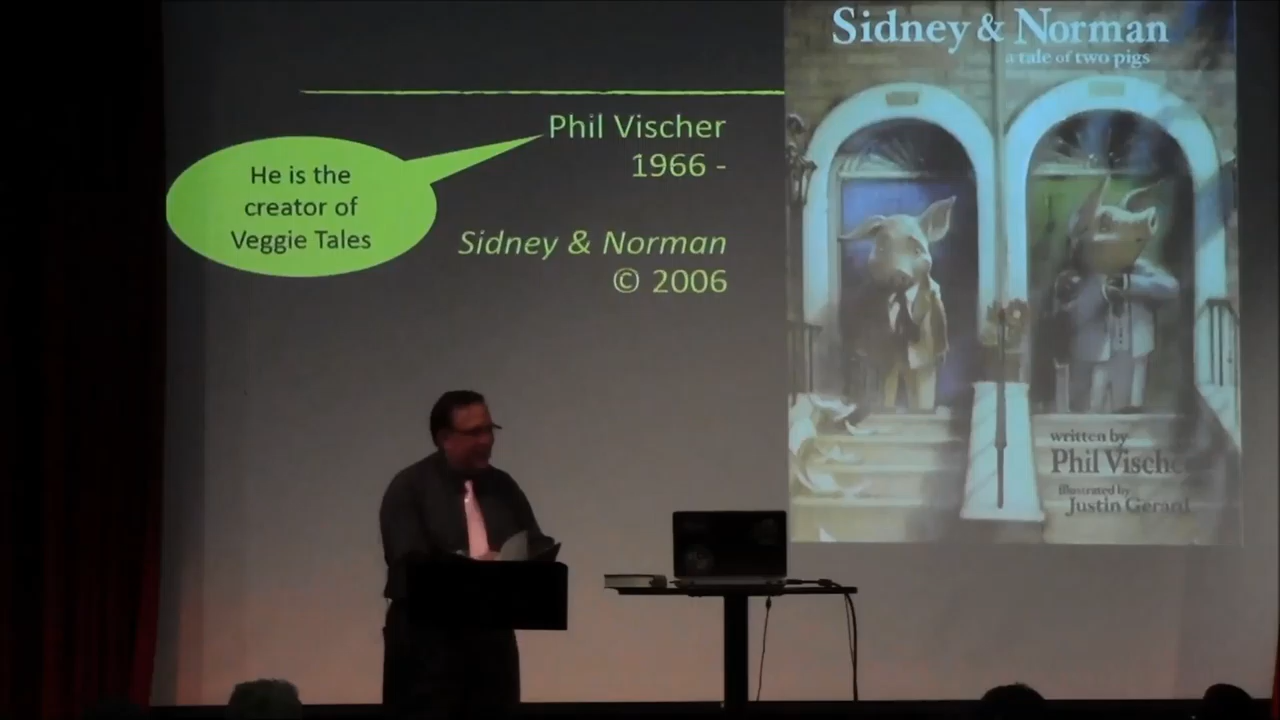 Sidney & Norman
a tale of two pigs
Phil Vischer
1966 -
He is the
creator of
Veggie Tales
Sidney & Norman
© 2006
written by
Phil Vische
illustrated by
Justin Gerard